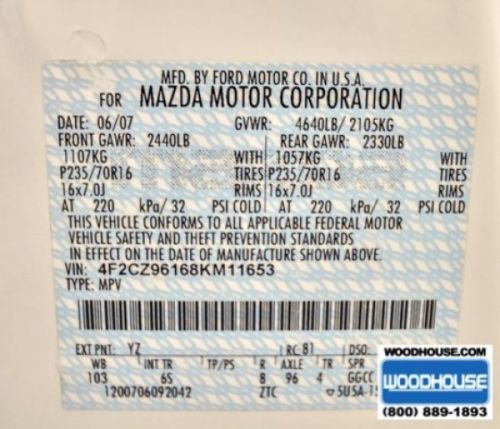 MFD. BY FORD MOTOR CO. IN U.S.A.
FOR MAZDA MOTOR CORPORATION
DATE: 06/07 GVWR: 4640LB/ 2105KG
FRONT GAWR: 2440LB REAR GAWR: 2330LB
1107KG WITH 1057KG WITH
P235/70R16 TIRES P235/70R16 TIRES
16x7.0J RIMS 16x7.0J RIMS
AT 220 kPa/ 32 PSI COLD AT 220 kPa/ 32 PSI COLD
THIS VEHICLE CONFORMS TO ALL APPLICABLE FEDERAL MOTOR
VEHICLE SAFETY AND THEFT PREVENTION STANDARDS
IN EFFECT ON THE DATE OF MANUFACTURE SHOWN ABOVE.
VIN: 4F2CZ96168KM11653
TYPE: MPV
EXT PNT: YZ RC: 81 DSO:
WB INT TR TP/PS R AXLE TR SPR
103 6S 8 96 4 GGCC
1200706092042 ZTC 5U5A-15
WOODHOUSE.COM
WOODHOUSE
(800) 889-1893